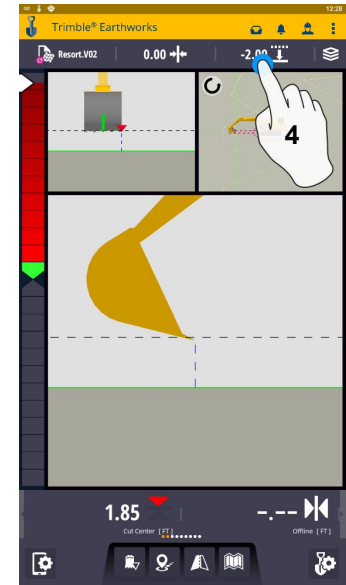 12:28
Trimble® Earthworks
Resort.V02 0.00 -2.00
4
1.85 -.--
Cut Center [FT] Offline [FT]